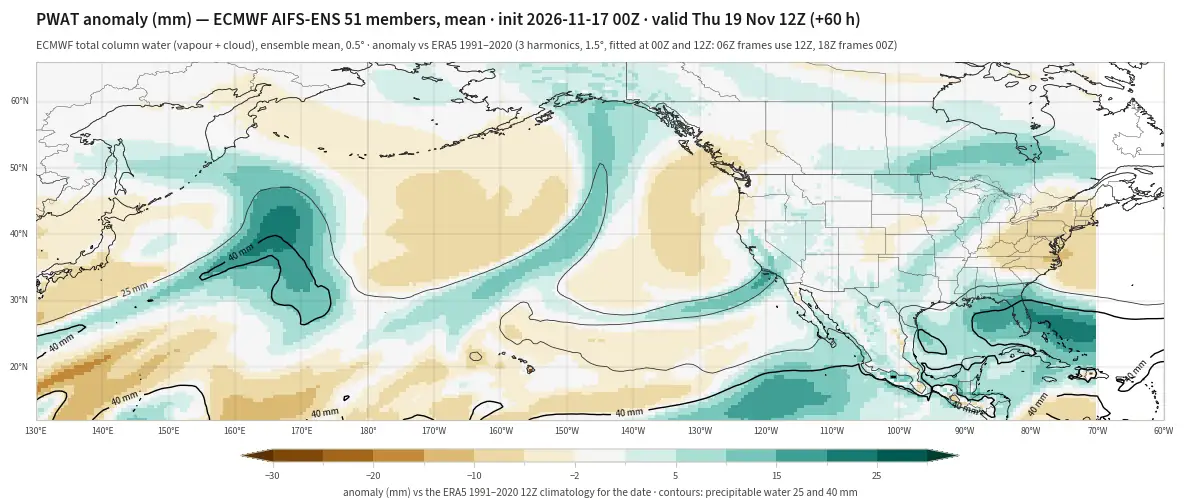 PWAT anomaly (mm) — ECMWF AIFS-ENS 51 members, mean · init 2026-11-17 00Z · valid Thu 19 Nov 12Z (+60 h)
ECMWF total column water (vapour + cloud), ensemble mean, 0.5° · anomaly vs ERA5 1991–2020 (3 harmonics, 1.5°, fitted at 00Z and 12Z: 06Z frames use 12Z, 18Z frames 00Z)
60°N
50°N
40°N
40 mm
30°N
25 mm
40 mm
20°N
40 mm
40 mm
40 mm
40 mm
40 mm
40 mm
130°E 140°E 150°E 160°E 170°E 180° 170°W 160°W 150°W 140°W 130°W 120°W 110°W 100°W 90°W 80°W 70°W 60°W
−30 −20 −10 −2 5 15 25
anomaly (mm) vs the ERA5 1991–2020 12Z climatology for the date · contours: precipitable water 25 and 40 mm